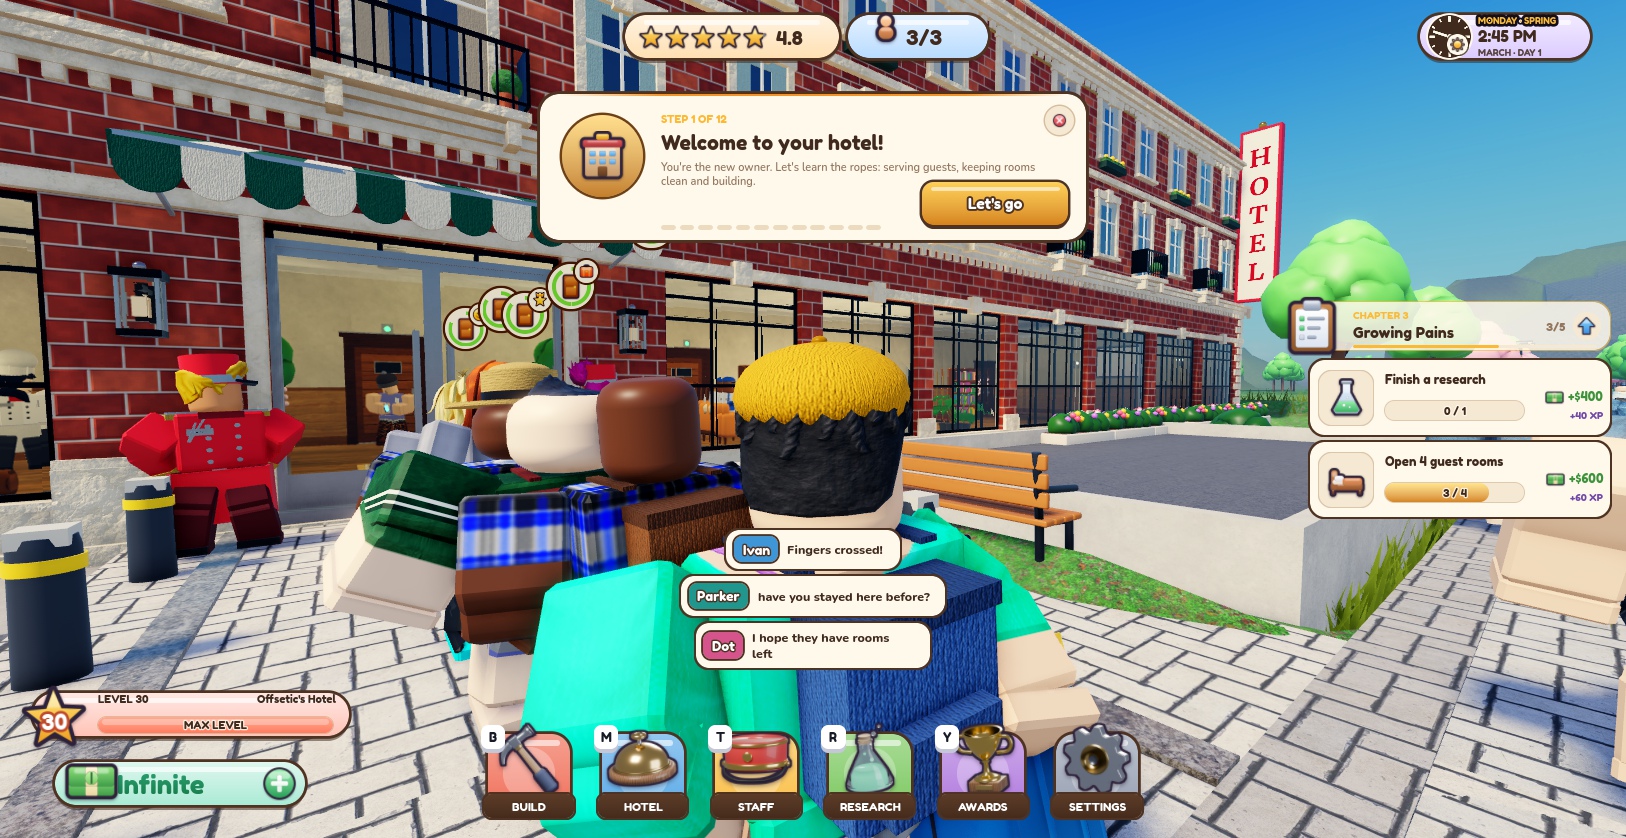 4.8
3/3
MONDAY • SPRING
2:45 PM
MARCH • DAY 1
STEP 1 OF 12
Welcome to your hotel!
You're the new owner. Let's learn the ropes: serving guests, keeping rooms
clean and building.
Let's go
HOTEL
CHAPTER 3
Growing Pains
3/5
Finish a research
0 / 1
+$400
+40 XP
Open 4 guest rooms
3 / 4
+$600
+60 XP
Ivan Fingers crossed!
Parker have you stayed here before?
Dot I hope they have rooms
left
30
LEVEL 30
Offsetic's Hotel
MAX LEVEL
Infinite
B
BUILD
M
HOTEL
T
STAFF
R
RESEARCH
Y
AWARDS
SETTINGS